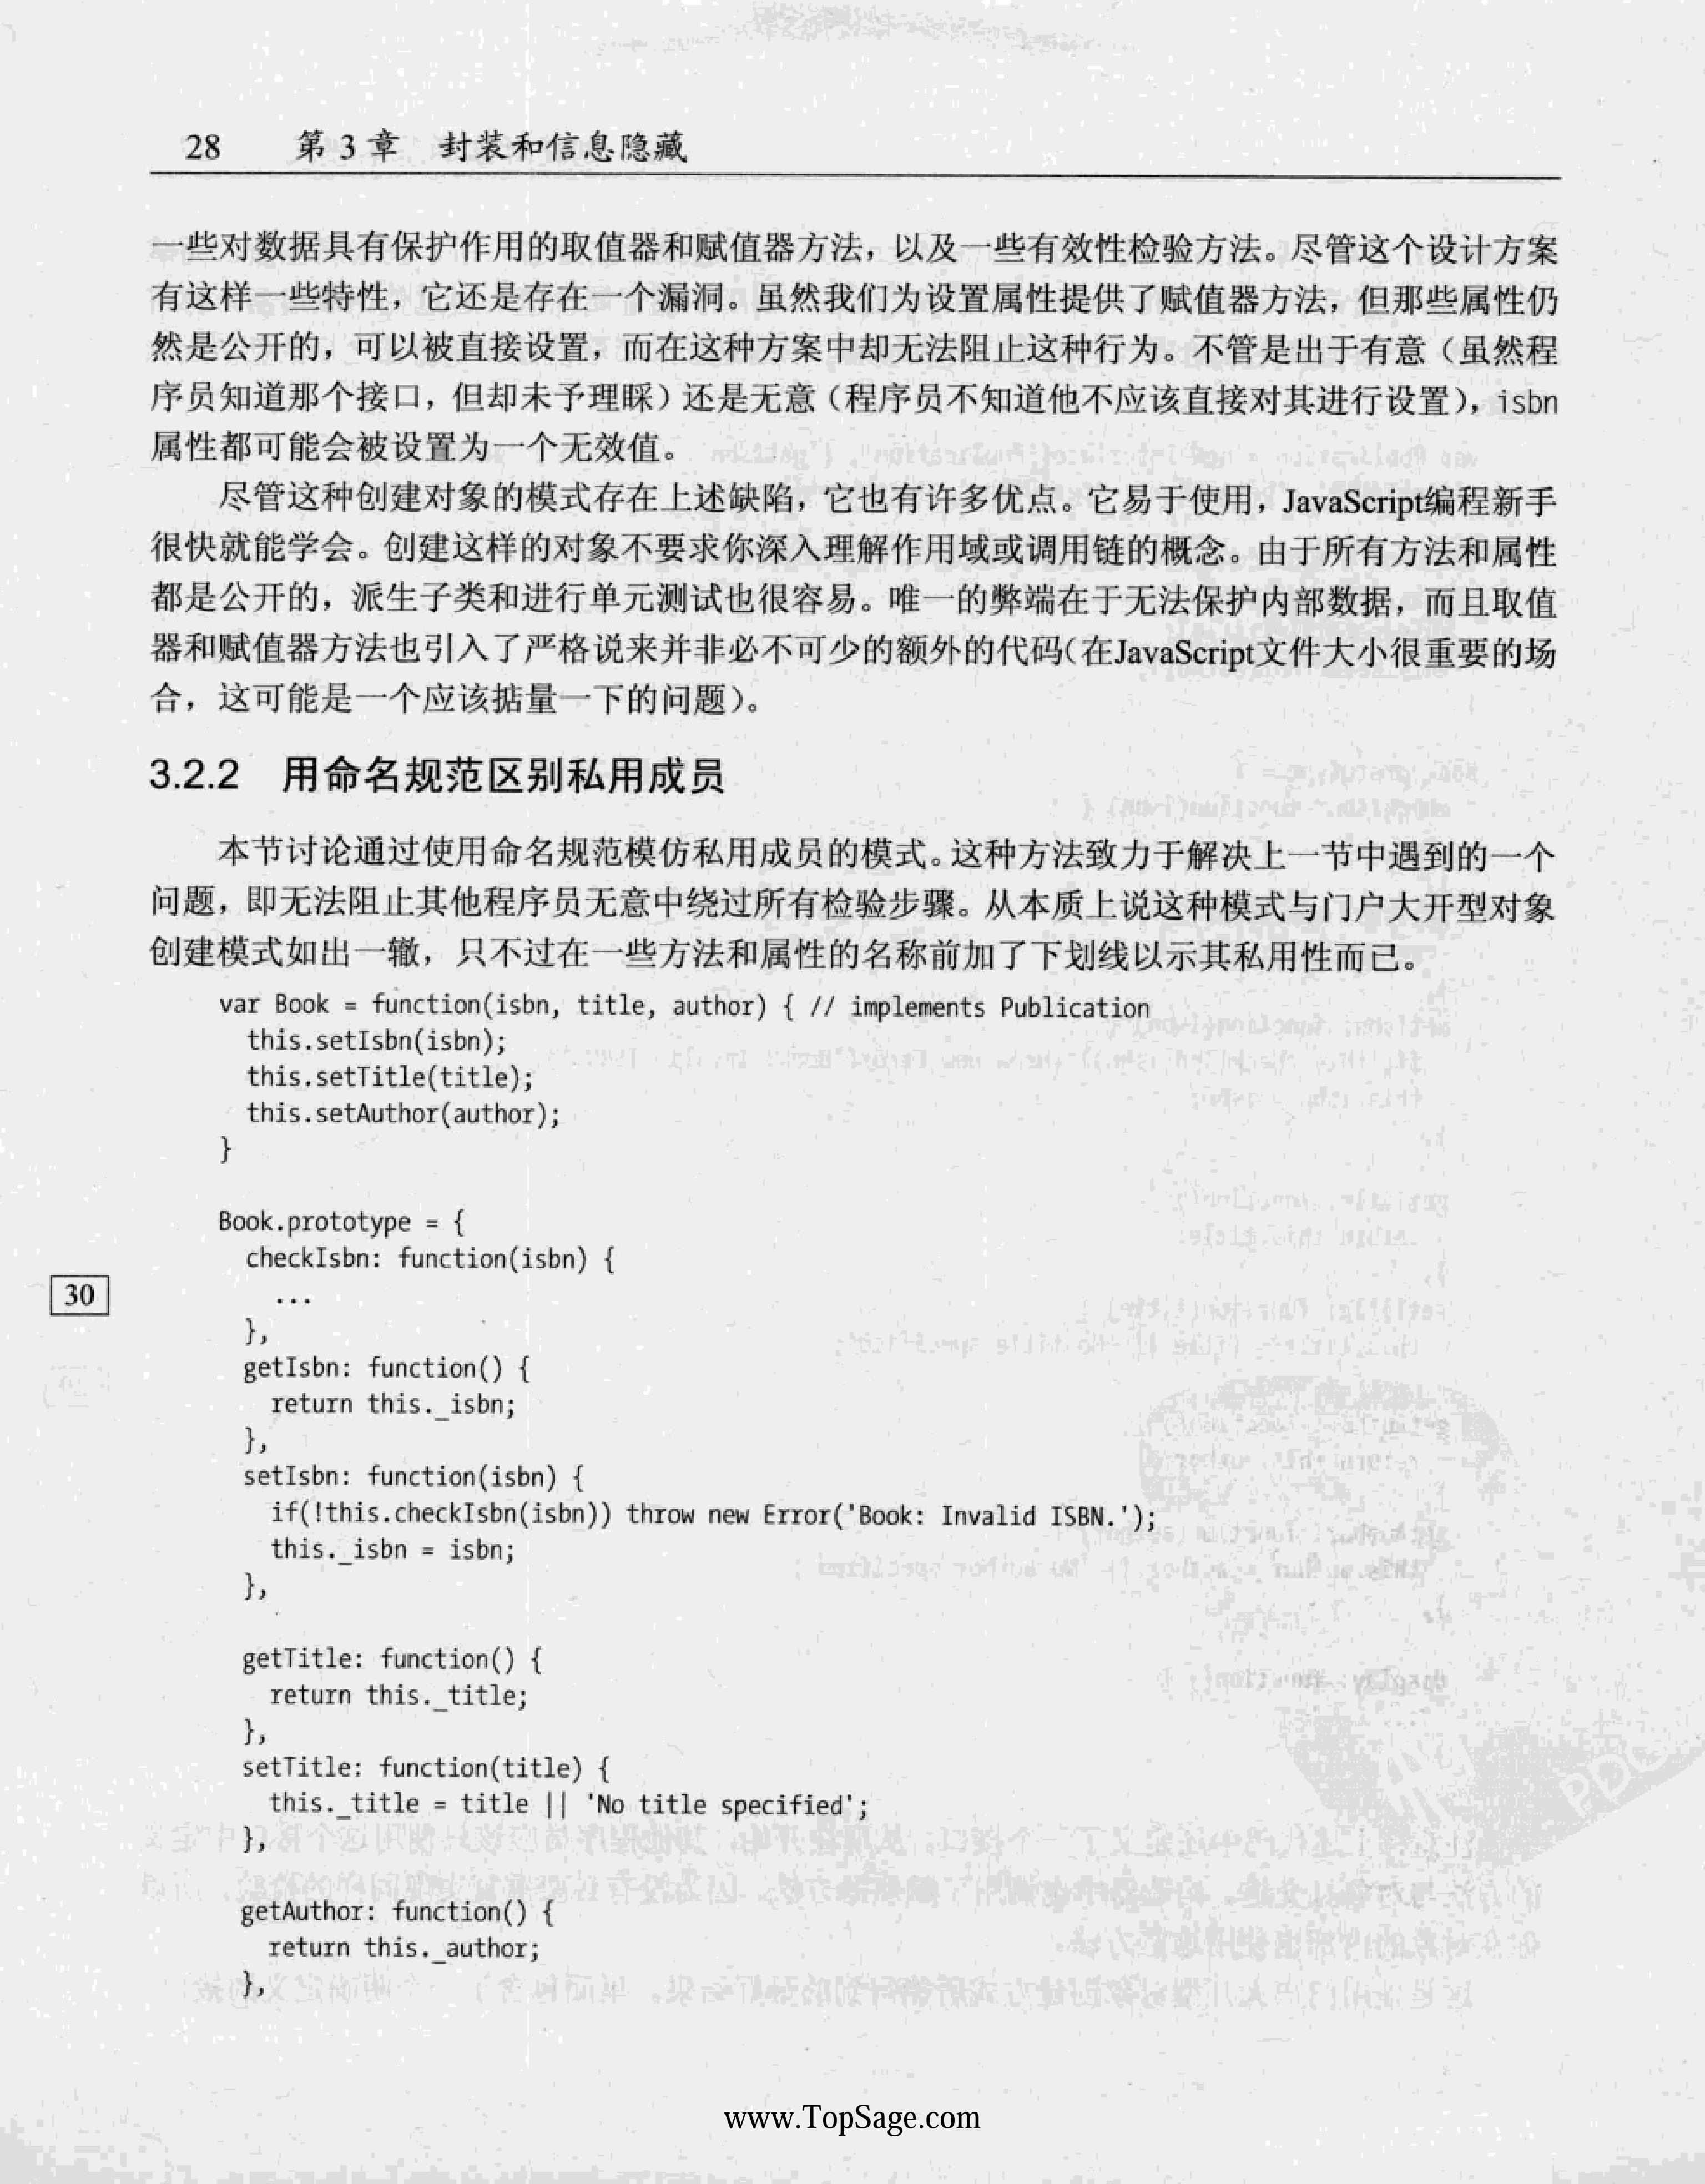 28 第 3 章 封装和信息隐藏
一些对数据具有保护作用的取值器和赋值器方法，以及一些有效性检验方法。尽管这个设计方案
有这样一些特性，它还是存在一个漏洞。虽然我们为设置属性提供了赋值器方法，但那些属性仍
然是公开的，可以被直接设置，而在这种方案中却无法阻止这种行为。不管是出于有意（虽然程
序员知道那个接口，但却未予理睬）还是无意（程序员不知道他不应该直接对其进行设置），isbn
属性都可能会被设置为一个无效值。
尽管这种创建对象的模式存在上述缺陷，它也有许多优点。它易于使用，JavaScript编程新手
很快就能学会。创建这样的对象不要求你深入理解作用域或调用链的概念。由于所有方法和属性
都是公开的，派生子类和进行单元测试也很容易。唯一的弊端在于无法保护内部数据，而且取值
器和赋值器方法也引入了严格说来并非必不可少的额外的代码（在JavaScript文件大小很重要的场
合，这可能是一个应该掂量一下的问题）。
3.2.2 用命名规范区别私用成员
本节讨论通过使用命名规范模仿私用成员的模式。这种方法致力于解决上一节中遇到的一个
问题，即无法阻止其他程序员无意中绕过所有检验步骤。从本质上说这种模式与门户大开型对象
创建模式如出一辙，只不过在一些方法和属性的名称前加了下划线以示其私用性而已。
var Book = function(isbn, title, author) { // implements Publication
this.setIsbn(isbn);
this.setTitle(title);
this.setAuthor(author);
}
Book.prototype = {
checkIsbn: function(isbn) {
30
...
},
getIsbn: function() {
return this._isbn;
},
setIsbn: function(isbn) {
if(!this.checkIsbn(isbn)) throw new Error('Book: Invalid ISBN.');
this._isbn = isbn;
},
getTitle: function() {
return this._title;
},
setTitle: function(title) {
this._title = title || 'No title specified';
},
getAuthor: function() {
return this._author;
},
www.TopSage.com